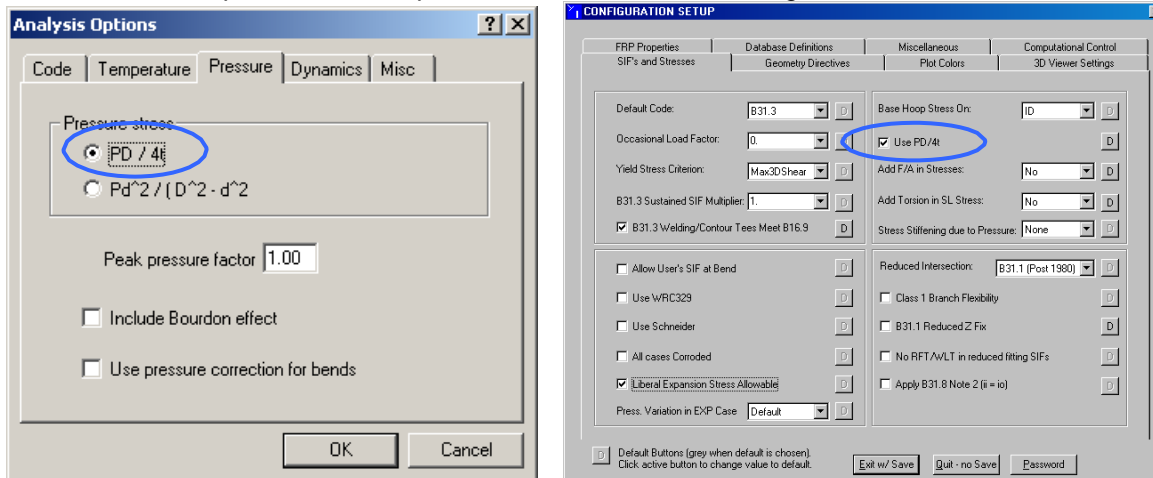 Analysis Options
Code Temperature Pressure Dynamics Misc
Pressure stress
PD / 4t
Pd^2 / ( D^2 - d^2
Peak pressure factor 1.00
Include Bourdon effect
Use pressure correction for bends
OK Cancel
CONFIGURATION SETUP
FRP Properties Database Definitions Miscellaneous Computational Control
SIF's and Stresses Geometry Directives Plot Colors 3D Viewer Settings
Default Code: B31.3 D
Occasional Load Factor: 0. D
Yield Stress Criterion: Max3DShear D
B31.3 Sustained SIF Multiplier: 1. D
B31.3 Welding/Contour Tees Meet B16.9 D
Base Hoop Stress On: ID D
Use PD/4t D
Add F/A in Stresses: No D
Add Torsion in SL Stress: No D
Stress Stiffening due to Pressure: None D
Allow User's SIF at Bend D
Use WRC329 D
Use Schneider D
All cases Corroded D
Liberal Expansion Stress Allowable D
Press. Variation in EXP Case Default D
Reduced Intersection: B31.1 (Post 1980) D
Class 1 Branch Flexibility D
B31.1 Reduced Z Fix D
No RFT/WLT in reduced fitting SIFs D
Apply B31.8 Note 2 (ii = io) D
D Default Buttons (grey when default is chosen).
Click active button to change value to default.
Exit w/ Save Quit - no Save Password